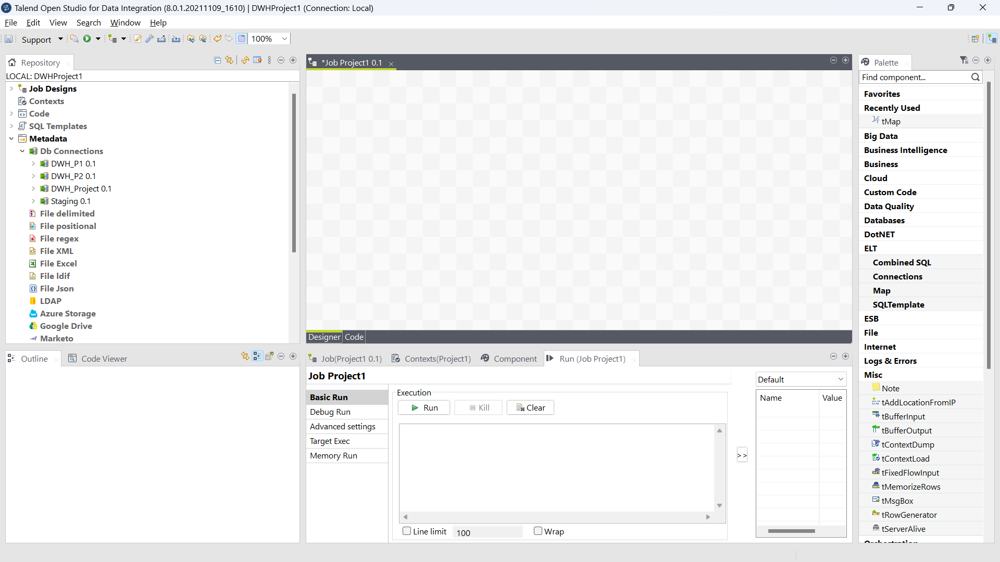 Talend Open Studio for Data Integration (8.0.1.20211109_1610) | DWHProject1 (Connection: Local)
File Edit View Search Window Help
Support 100%
Repository
LOCAL: DWHProject1
Job Designs
Contexts
Code
SQL Templates
Metadata
Db Connections
DWH_P1 0.1
DWH_P2 0.1
DWH_Project 0.1
Staging 0.1
File delimited
File positional
File regex
File XML
File Excel
File ldif
File Json
LDAP
Azure Storage
Google Drive
Marketo
Outline Code Viewer
*Job Project1 0.1
Designer Code
Job(Project1 0.1) Contexts(Project1) Component Run (Job Project1)
Job Project1
Basic Run
Debug Run
Advanced settings
Target Exec
Memory Run
Execution
Run Kill Clear
Line limit 100 Wrap
>>
Default
Name Value
Palette
Find component...
Favorites
Recently Used
tMap
Big Data
Business Intelligence
Business
Cloud
Custom Code
Data Quality
Databases
DotNET
ELT
Combined SQL
Connections
Map
SQLTemplate
ESB
File
Internet
Logs & Errors
Misc
Note
tAddLocationFromIP
tBufferInput
tBufferOutput
tContextDump
tContextLoad
tFixedFlowInput
tMemorizeRows
tMsgBox
tRowGenerator
tServerAlive
Orchestration